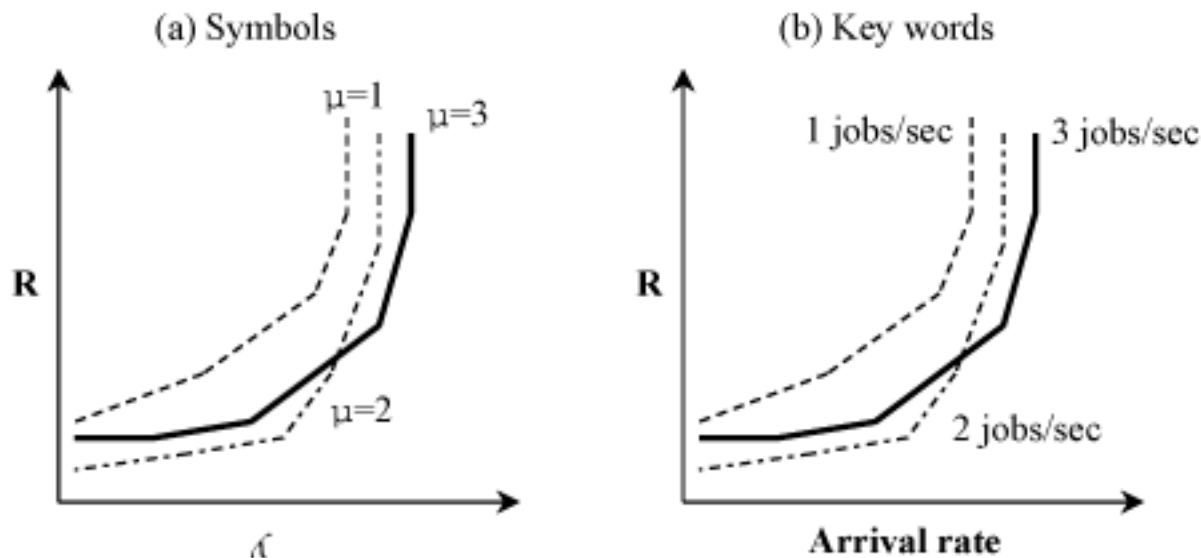 (a) Symbols
μ=1
μ=3
R
μ=2
(b) Key words
1 jobs/sec
3 jobs/sec
R
2 jobs/sec
Arrival rate